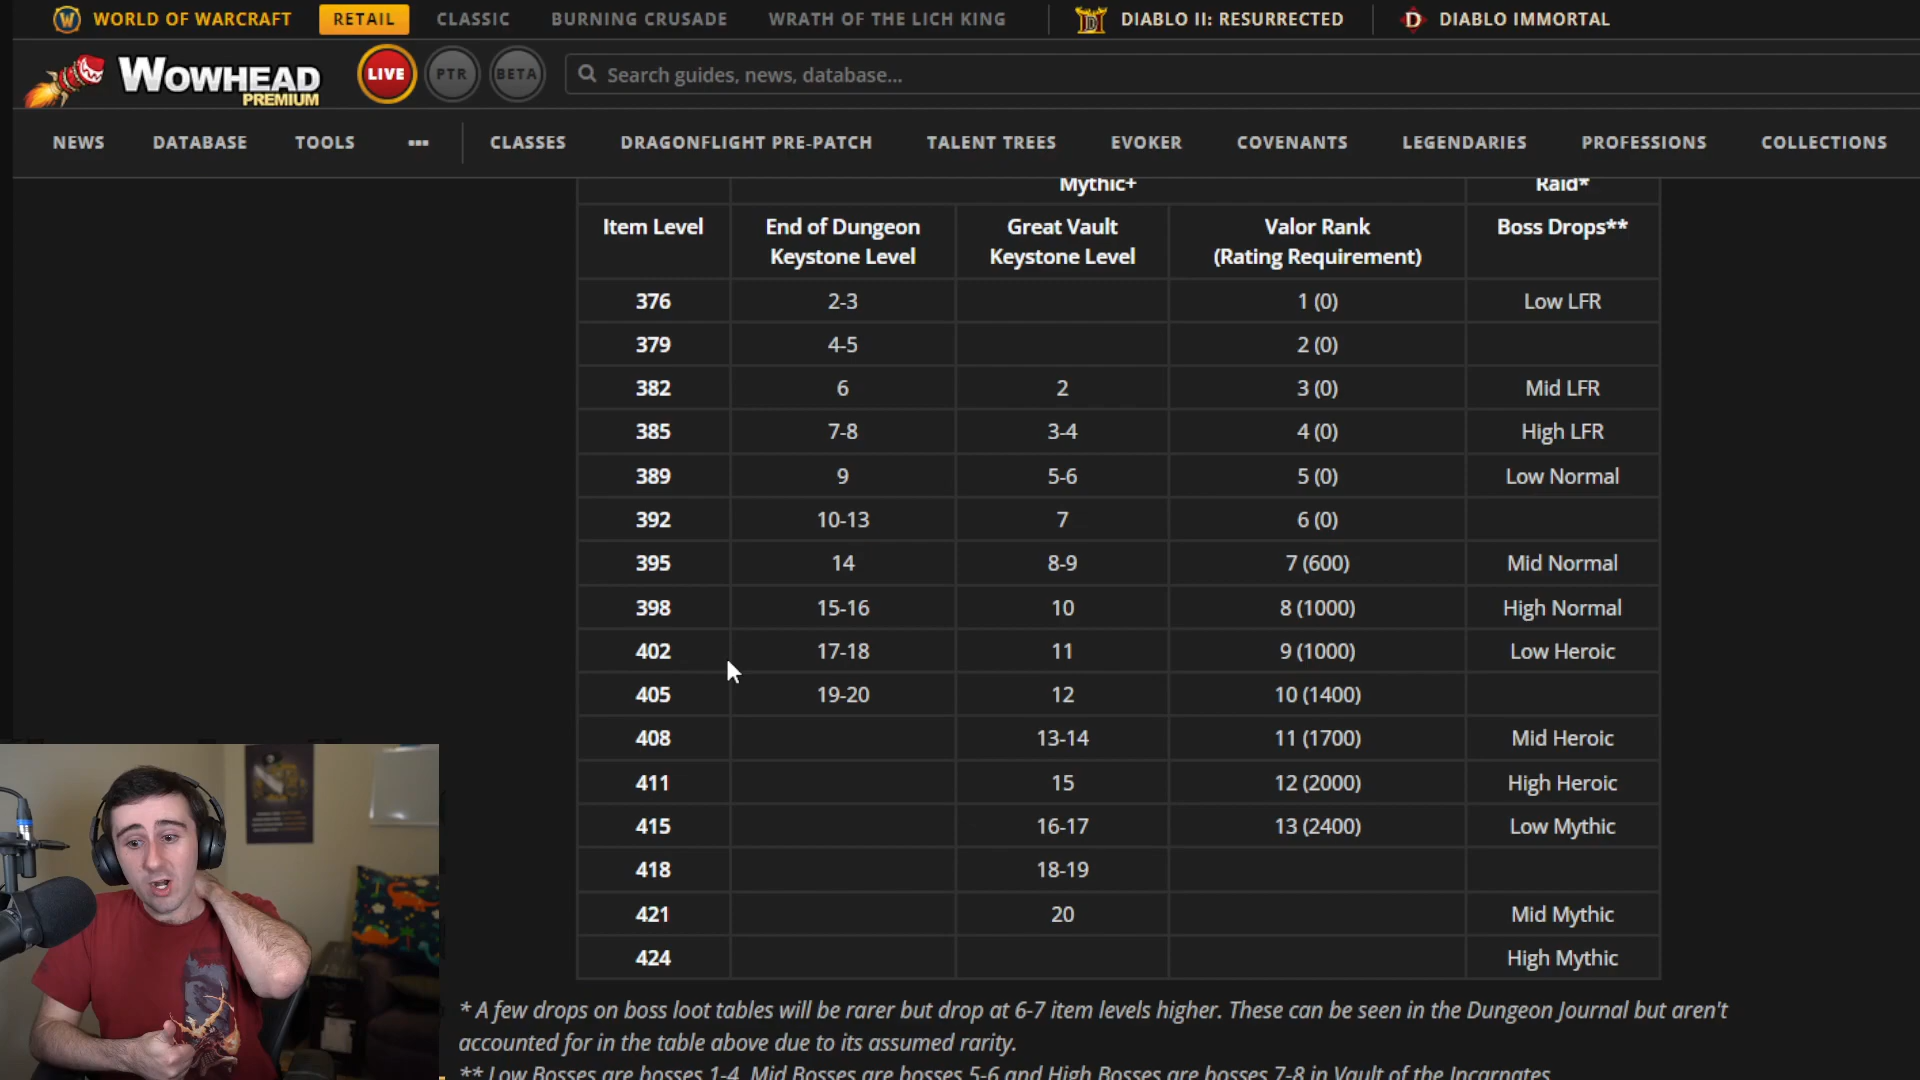 WORLD OF WARCRAFT RETAIL CLASSIC BURNING CRUSADE WRATH OF THE LICH KING DIABLO II: RESURRECTED DIABLO IMMORTAL
WOWHEAD PREMIUM LIVE PTR BETA Search guides, news, database...
NEWS DATABASE TOOLS ••• CLASSES DRAGONFLIGHT PRE-PATCH TALENT TREES EVOKER COVENANTS LEGENDARIES PROFESSIONS COLLECTIONS
Mythic+ Raid*
Item Level End of Dungeon Keystone Level Great Vault Keystone Level Valor Rank (Rating Requirement) Boss Drops**
376 2-3 1 (0) Low LFR
379 4-5 2 (0)
382 6 2 3 (0) Mid LFR
385 7-8 3-4 4 (0) High LFR
389 9 5-6 5 (0) Low Normal
392 10-13 7 6 (0)
395 14 8-9 7 (600) Mid Normal
398 15-16 10 8 (1000) High Normal
402 17-18 11 9 (1000) Low Heroic
405 19-20 12 10 (1400)
408 13-14 11 (1700) Mid Heroic
411 15 12 (2000) High Heroic
415 16-17 13 (2400) Low Mythic
418 18-19
421 20 Mid Mythic
424 High Mythic
* A few drops on boss loot tables will be rarer but drop at 6-7 item levels higher. These can be seen in the Dungeon Journal but aren't
accounted for in the table above due to its assumed rarity.
** Low Bosses are bosses 1-4, Mid Bosses are bosses 5-6 and High Bosses are bosses 7-8 in Vault of the Incarnates